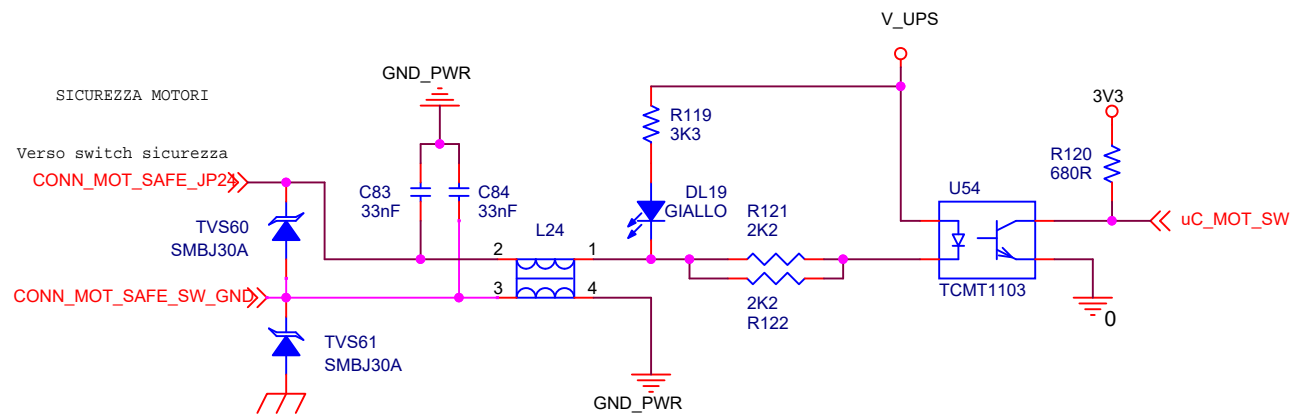 V_UPS
GND_PWR
SICUREZZA MOTORI
R119
3K3
3V3
Verso switch sicurezza
CONN_MOT_SAFE_JP24
R120
680R
C83
33nF
C84
33nF
DL19
GIALLO
U54
TVS60
SMBJ30A
L24
R121
2K2
uC_MOT_SW
2
1
CONN_MOT_SAFE_SW_GND
3
4
2K2
R122
TCMT1103
0
TVS61
SMBJ30A
GND_PWR